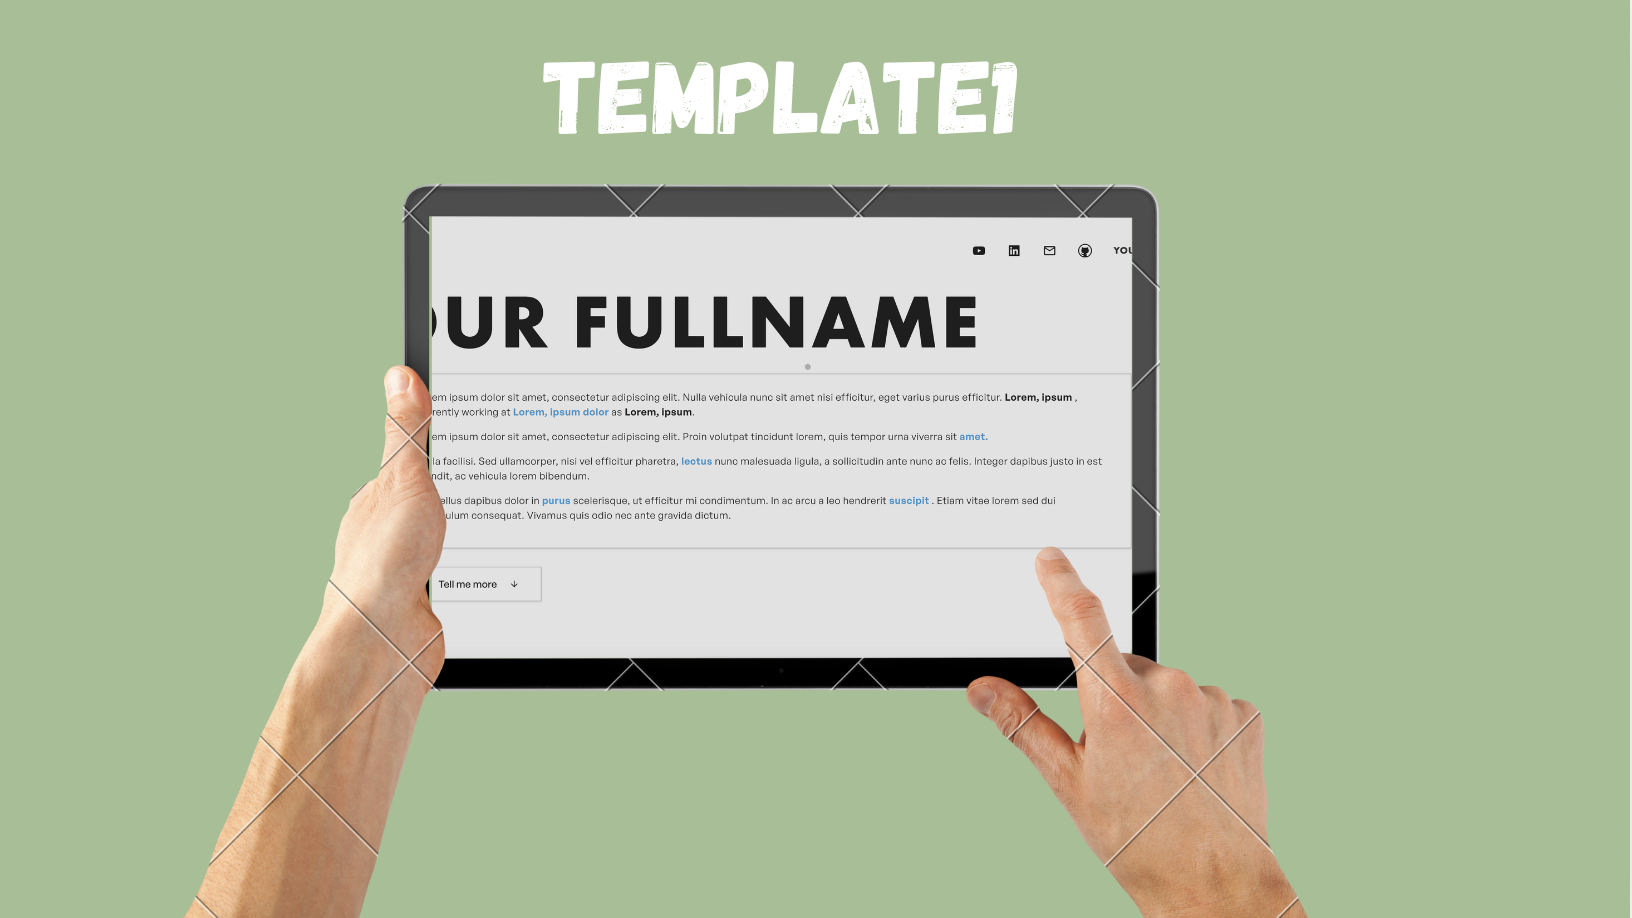 TEMPLATE1
YOU
OUR FULLNAME
em ipsum dolor sit amet, consectetur adipiscing elit. Nulla vehicula nunc sit amet nisi efficitur, eget varius purus efficitur. Lorem, ipsum ,
rently working at Lorem, ipsum dolor as Lorem, ipsum.
em ipsum dolor sit amet, consectetur adipiscing elit. Proin volutpat tincidunt lorem, quis tempor urna viverra sit amet.
la facilisi. Sed ullamcorper, nisi vel efficitur pharetra, lectus nunc malesuada ligula, a sollicitudin ante nunc ac felis. Integer dapibus justo in est
ndit, ac vehicula lorem bibendum.
ellus dapibus dolor in purus scelerisque, ut efficitur mi condimentum. In ac arcu a leo hendrerit suscipit . Etiam vitae lorem sed dui
ulum consequat. Vivamus quis odio nec ante gravida dictum.
Tell me more